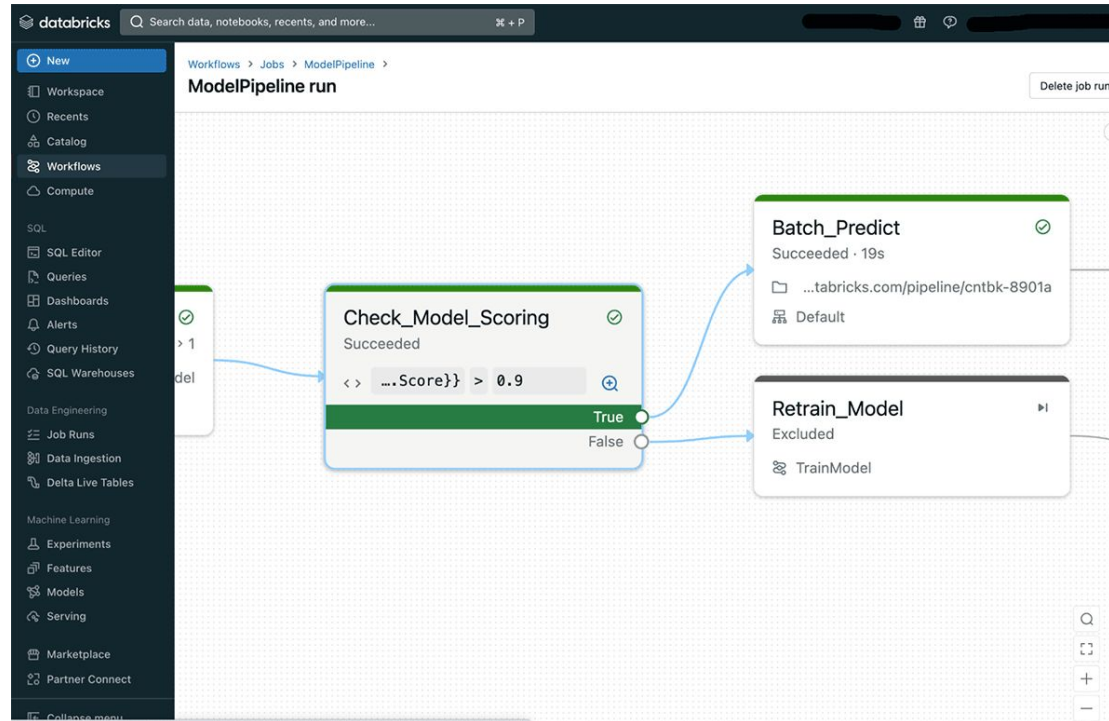 databricks
Search data, notebooks, recents, and more...
⌘ + P
New
Workspace
Recents
Catalog
Workflows
Compute
SQL
SQL Editor
Queries
Dashboards
Alerts
Query History
SQL Warehouses
Data Engineering
Job Runs
Data Ingestion
Delta Live Tables
Machine Learning
Experiments
Features
Models
Serving
Marketplace
Partner Connect
Collapse menu
Workflows > Jobs > ModelPipeline >
ModelPipeline run
Delete job run
> 1
del
Check_Model_Scoring
Succeeded
<> ….Score}} > 0.9
True
False
Batch_Predict
Succeeded · 19s
...tabricks.com/pipeline/cntbk-8901a
Default
Retrain_Model
Excluded
TrainModel